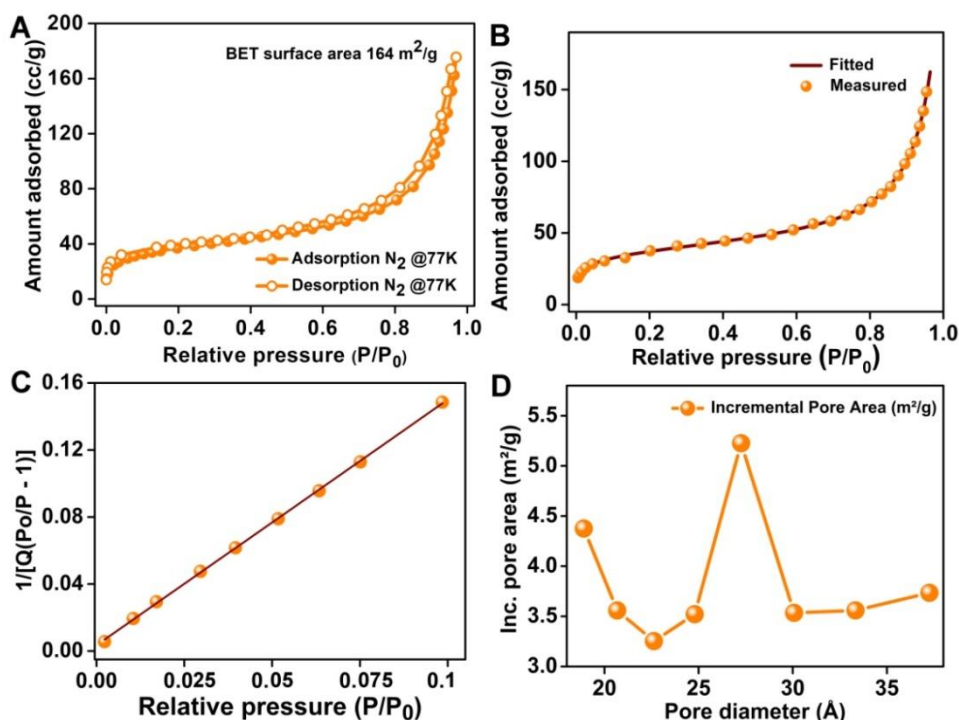 A
BET surface area 164 m²/g
Amount adsorbed (cc/g)
200
160
120
80
40
0
Adsorption N₂ @77K
Desorption N₂ @77K
0.0 0.2 0.4 0.6 0.8 1.0
Relative pressure (P/P₀)
B
Fitted
Measured
Amount adsorbed (cc/g)
150
100
50
0
0.0 0.2 0.4 0.6 0.8 1.0
Relative pressure (P/P₀)
C
1/[Q(Po/P - 1)]
0.16
0.12
0.08
0.04
0.00
0.00 0.025 0.05 0.075 0.1
Relative pressure (P/P₀)
D
Incremental Pore Area (m²/g)
Inc. pore area (m²/g)
5.5
5.0
4.5
4.0
3.5
3.0
20 25 30 35
Pore diameter (Å)